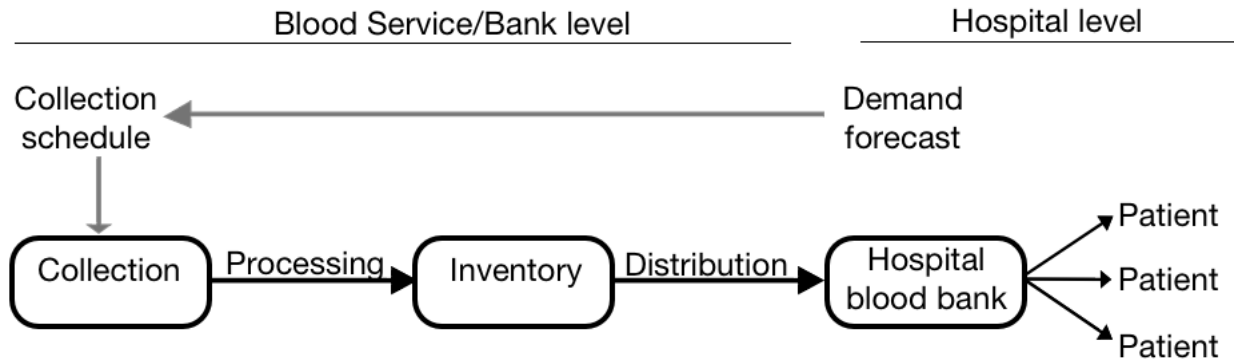 Blood Service/Bank level
Hospital level
Collection
schedule
Demand
forecast
Collection
Processing
Inventory
Distribution
Hospital
blood bank
Patient
Patient
Patient